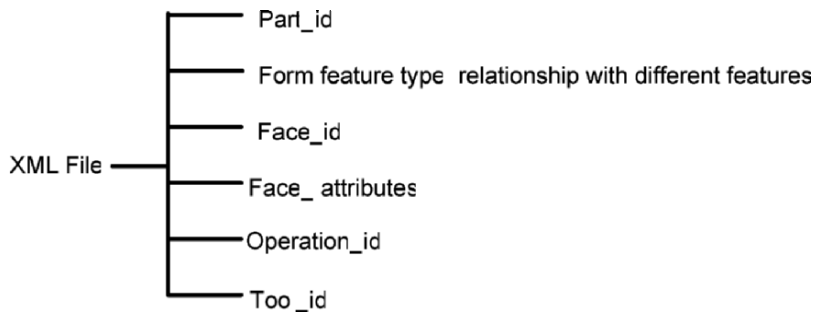 Part_id
Form feature type relationship with different features
Face_id
XML File
Face_ attributes
Operation_id
Too _id